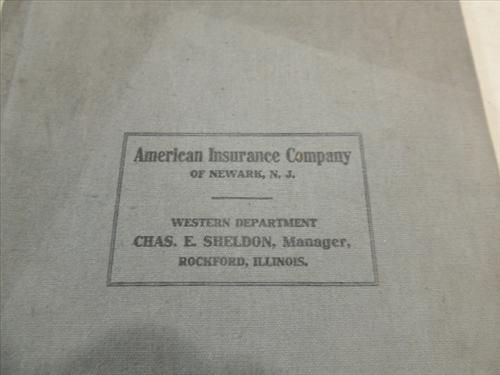 American Insurance Company
OF NEWARK, N. J.
WESTERN DEPARTMENT
CHAS. E. SHELDON, Manager,
ROCKFORD, ILLINOIS.